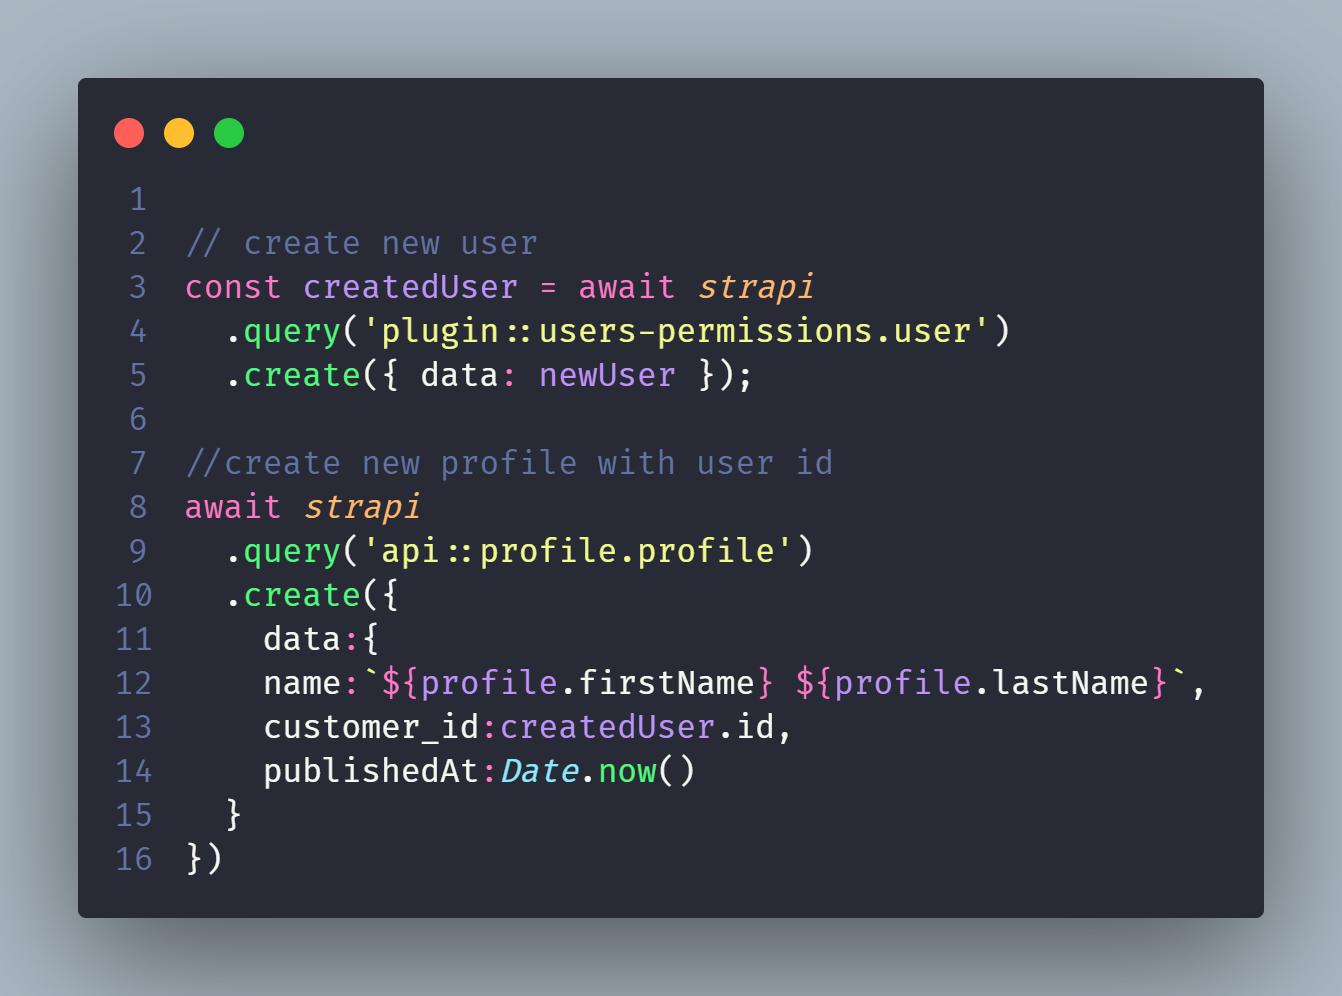 1
2 // create new user
3 const createdUser = await strapi
4   .query('plugin::users-permissions.user')
5   .create({ data: newUser });
6
7 //create new profile with user id
8 await strapi
9   .query('api::profile.profile')
10   .create({
11     data:{
12     name:`${profile.firstName} ${profile.lastName}`,
13     customer_id:createdUser.id,
14     publishedAt:Date.now()
15   }
16 })